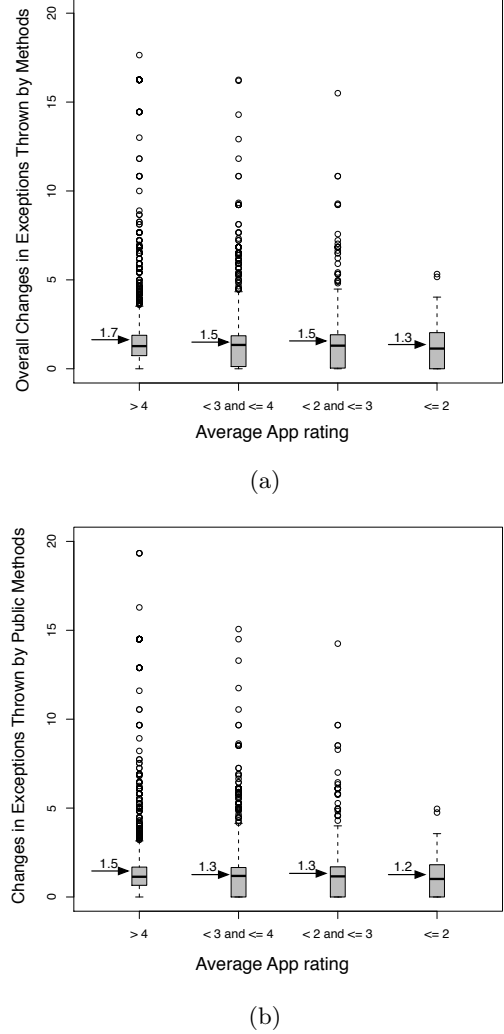 Overall Changes in Exceptions Thrown by Methods
20
15
10
5
0
1.7
1.5
1.5
1.3
> 4
< 3 and <= 4
< 2 and <= 3
<= 2
Average App rating
(a)
Changes in Exceptions Thrown by Public Methods
20
15
10
5
0
1.5
1.3
1.3
1.2
> 4
< 3 and <= 4
< 2 and <= 3
<= 2
Average App rating
(b)